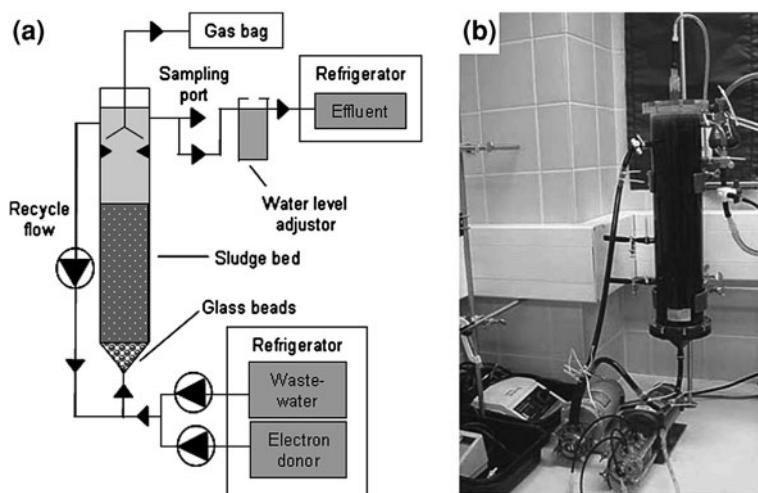 (a)
Gas bag
Sampling
port
Refrigerator
Effluent
Water level
adjustor
Recycle
flow
Sludge bed
Glass beads
Refrigerator
Waste-
water
Electron
donor
(b)